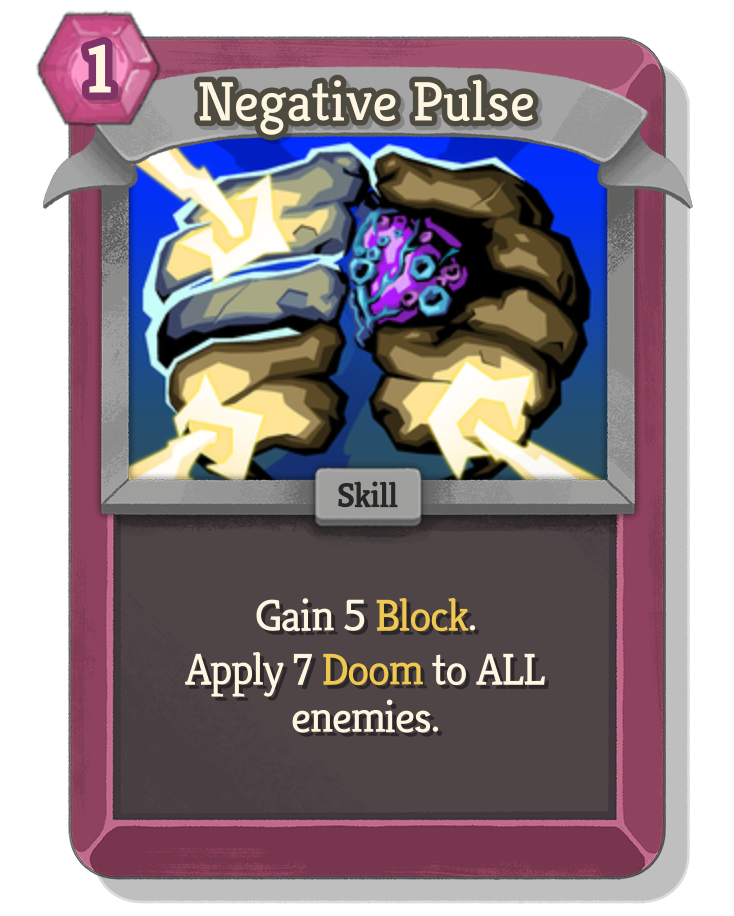 1
Negative Pulse
Skill
Gain 5 Block.
Apply 7 Doom to ALL
enemies.